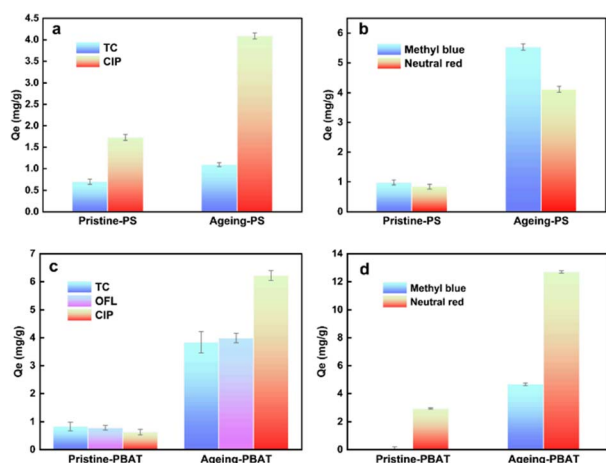 a
TC
CIP
Qe (mg/g)
4.5
4.0
3.5
3.0
2.5
2.0
1.5
1.0
0.5
0.0
Pristine-PS
Ageing-PS
b
Methyl blue
Neutral red
Qe (mg/g)
6
5
4
3
2
1
0
Pristine-PS
Ageing-PS
c
TC
OFL
CIP
Qe (mg/g)
7
6
5
4
3
2
1
0
Pristine-PBAT
Ageing-PBAT
d
Methyl blue
Neutral red
Qe (mg/g)
14
12
10
8
6
4
2
0
Pristine-PBAT
Ageing-PBAT